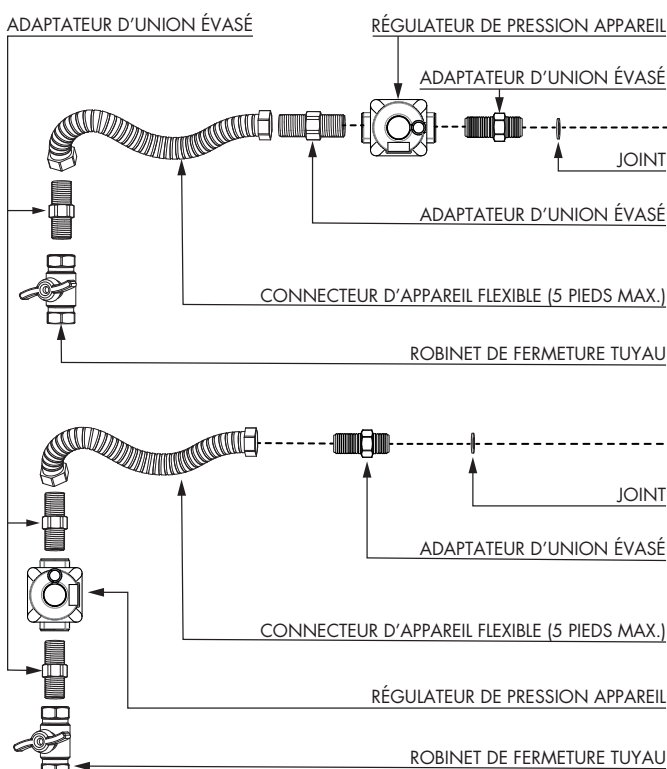 ADAPTATEUR D'UNION ÉVASÉ
RÉGULATEUR DE PRESSION APPAREIL
ADAPTATEUR D'UNION ÉVASÉ
JOINT
ADAPTATEUR D'UNION ÉVASÉ
CONNECTEUR D'APPAREIL FLEXIBLE (5 PIEDS MAX.)
ROBINET DE FERMETURE TUYAU
JOINT
ADAPTATEUR D'UNION ÉVASÉ
CONNECTEUR D'APPAREIL FLEXIBLE (5 PIEDS MAX.)
RÉGULATEUR DE PRESSION APPAREIL
ROBINET DE FERMETURE TUYAU